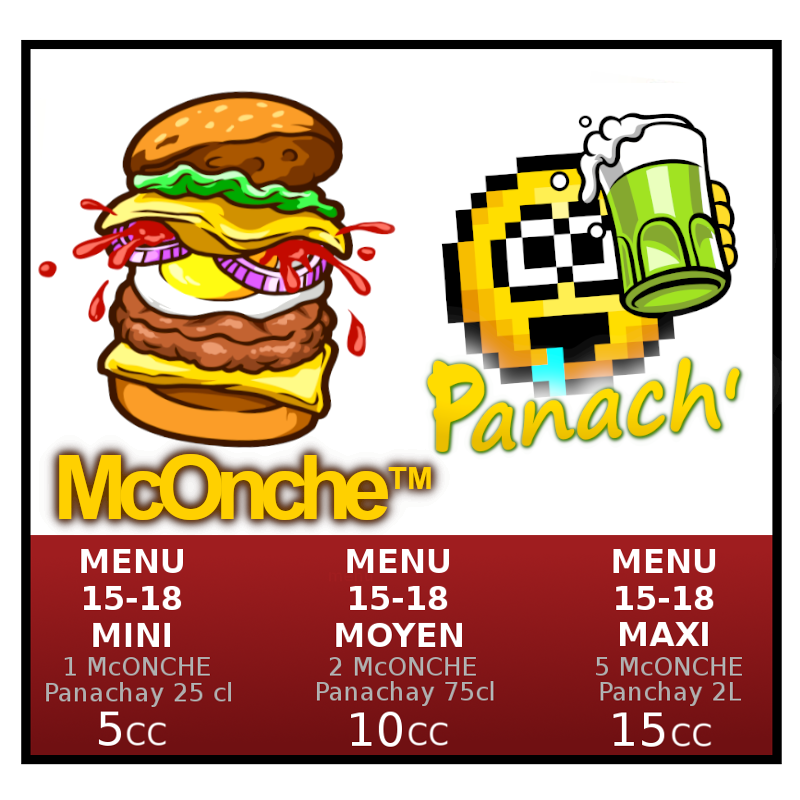 Panach'
McOnche™
MENU
15-18
MINI
1 McONCHE
Panachay 25 cl
5cc
MENU
15-18
MOYEN
2 McONCHE
Panachay 75cl
10cc
MENU
15-18
MAXI
5 McONCHE
Panchay 2L
15cc